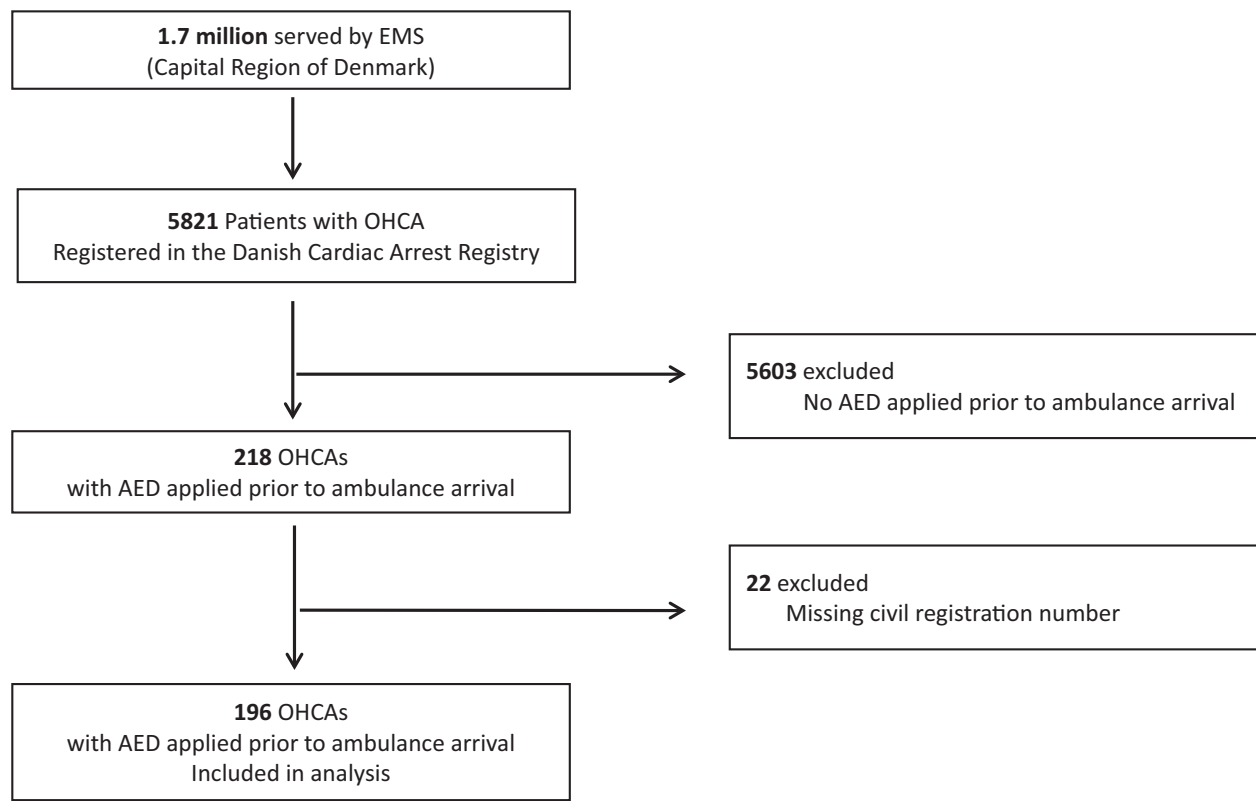 1.7 million served by EMS
(Capital Region of Denmark)
5821 Patients with OHCA
Registered in the Danish Cardiac Arrest Registry
5603 excluded
No AED applied prior to ambulance arrival
218 OHCAs
with AED applied prior to ambulance arrival
22 excluded
Missing civil registration number
196 OHCAs
with AED applied prior to ambulance arrival
Included in analysis